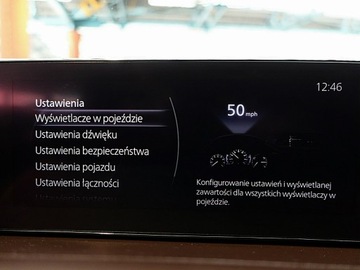 12:46
Ustawienia
Wyświetlacze w pojeździe
Ustawienia dźwięku
Ustawienia bezpieczeństwa
Ustawienia pojazdu
Ustawienia łączności
50 mph
Konfigurowanie ustawień i wyświetlanej
zawartości dla wszystkich wyświetlaczy w
pojeździe.